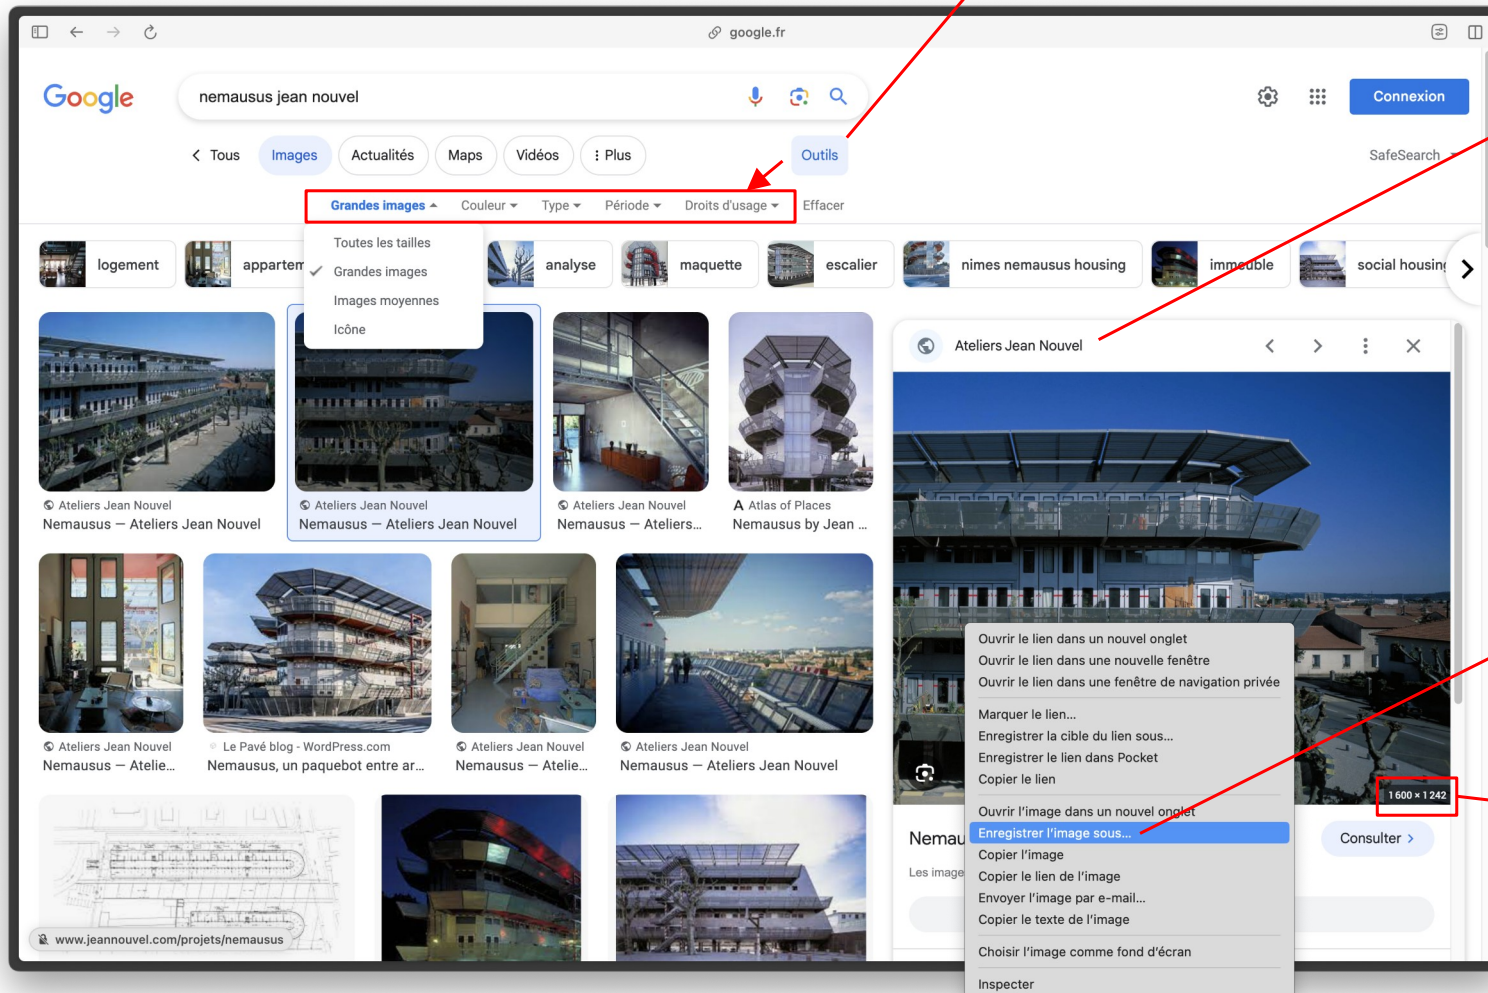 google.fr
Google
nemausus jean nouvel
Connexion
Tous
Images
Actualités
Maps
Vidéos
Plus
Outils
SafeSearch
Grandes images
Couleur
Type
Période
Droits d'usage
Effacer
Toutes les tailles
Grandes images
Images moyennes
Icône
logement
appartem
analyse
maquette
escalier
nimes nemausus housing
immeuble
social housing
Ateliers Jean Nouvel
Nemausus — Ateliers Jean Nouvel
Ateliers Jean Nouvel
Nemausus — Ateliers Jean Nouvel
Ateliers Jean Nouvel
Nemausus — Ateliers...
A Atlas of Places
Nemausus by Jean ...
Ateliers Jean Nouvel
Nemausus — Atelie...
Le Pavé blog - WordPress.com
Nemausus, un paquebot entre ar...
Ateliers Jean Nouvel
Nemausus — Atelie...
Ateliers Jean Nouvel
Nemausus — Ateliers Jean Nouvel
www.jeannouvel.com/projets/nemausus
Ateliers Jean Nouvel
1 600 × 1 242
Nemau
Consulter
Les image
Ouvrir le lien dans un nouvel onglet
Ouvrir le lien dans une nouvelle fenêtre
Ouvrir le lien dans une fenêtre de navigation privée
Marquer le lien...
Enregistrer la cible du lien sous...
Enregistrer le lien dans Pocket
Copier le lien
Ouvrir l'image dans un nouvel onglet
Enregistrer l'image sous...
Copier l'image
Copier le lien de l'image
Envoyer l'image par e-mail...
Copier le texte de l'image
Choisir l'image comme fond d'écran
Inspecter